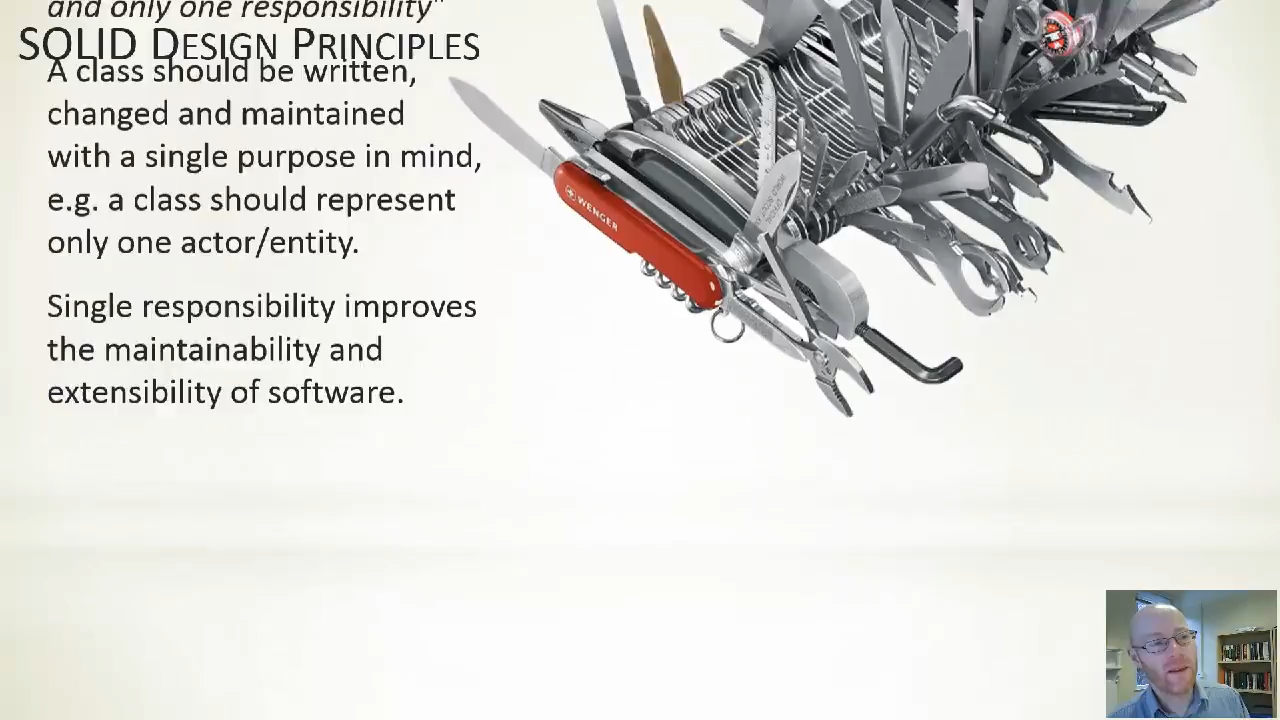 and only one responsibility"
SOLID DESIGN PRINCIPLES
A class should be written,
changed and maintained
with a single purpose in mind,
e.g. a class should represent
only one actor/entity.
Single responsibility improves
the maintainability and
extensibility of software.
WENGER